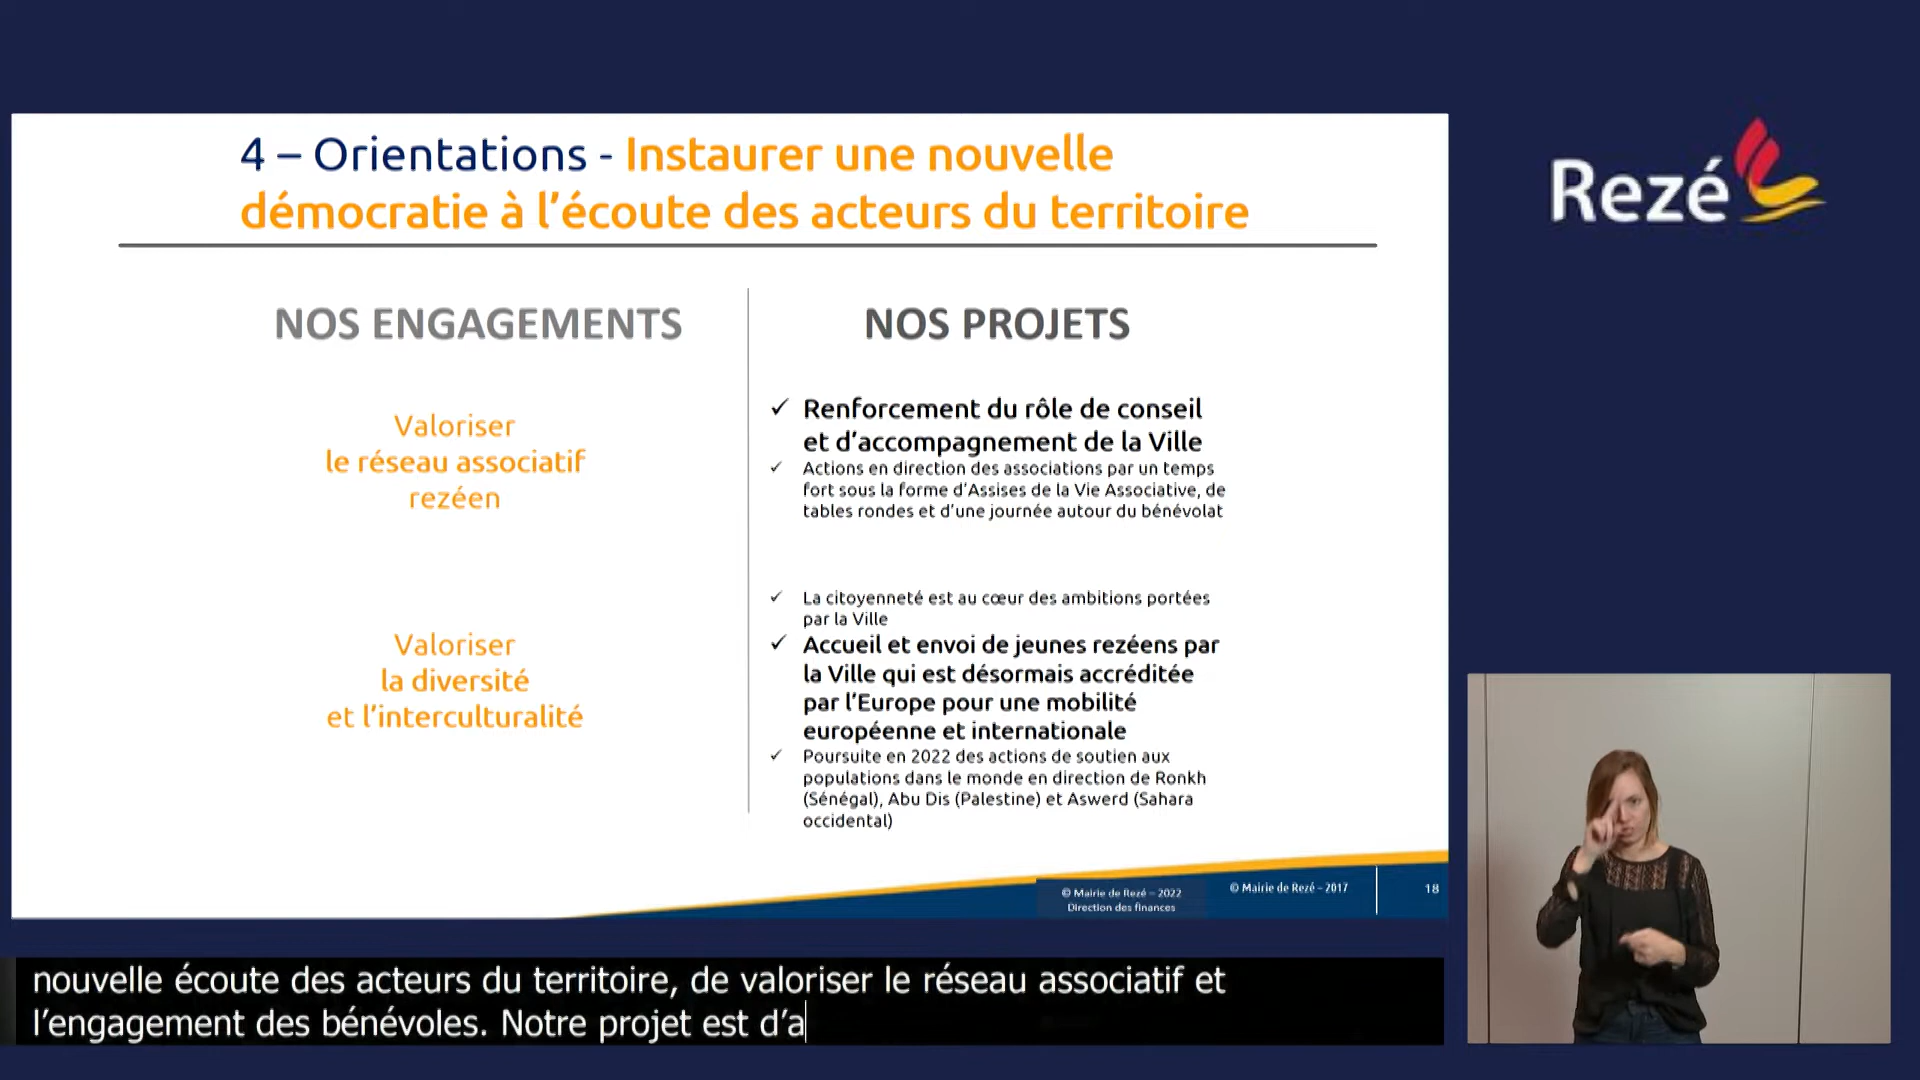 4 – Orientations - Instaurer une nouvelle
démocratie à l’écoute des acteurs du territoire
Rezé
NOS ENGAGEMENTS
NOS PROJETS
Valoriser
le réseau associatif
rezéen
✓ Renforcement du rôle de conseil
et d’accompagnement de la Ville
✓ Actions en direction des associations par un temps
fort sous la forme d’Assises de la Vie Associative, de
tables rondes et d’une journée autour du bénévolat
Valoriser
la diversité
et l’interculturalité
✓ La citoyenneté est au cœur des ambitions portées
par la Ville
✓ Accueil et envoi de jeunes rezéens par
la Ville qui est désormais accréditée
par l’Europe pour une mobilité
européenne et internationale
✓ Poursuite en 2022 des actions de soutien aux
populations dans le monde en direction de Ronkh
(Sénégal), Abu Dis (Palestine) et Aswerd (Sahara
occidental)
© Mairie de Rezé – 2022
Direction des finances
© Mairie de Rezé - 2017
18
nouvelle écoute des acteurs du territoire, de valoriser le réseau associatif et
l’engagement des bénévoles. Notre projet est d’a